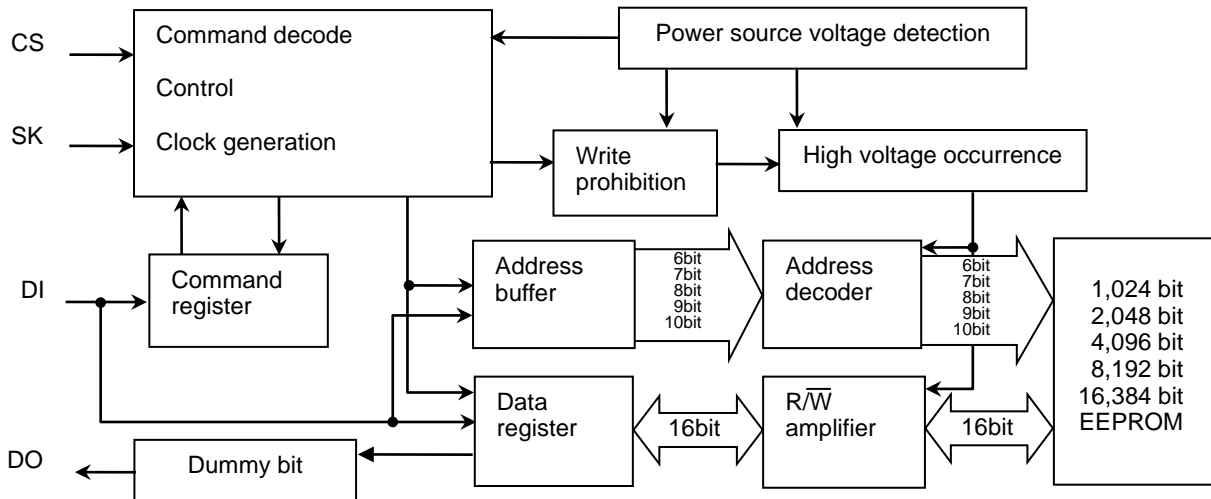 CS
Command decode
Power source voltage detection
Control
SK
Clock generation
Write
prohibition
High voltage occurrence
DI
Command
register
Address
buffer
6bit
7bit
8bit
9bit
10bit
Address
decoder
6bit
7bit
8bit
9bit
10bit
1,024 bit
2,048 bit
4,096 bit
8,192 bit
16,384 bit
EEPROM
Data
register
16bit
R/W̅
amplifier
16bit
DO
Dummy bit